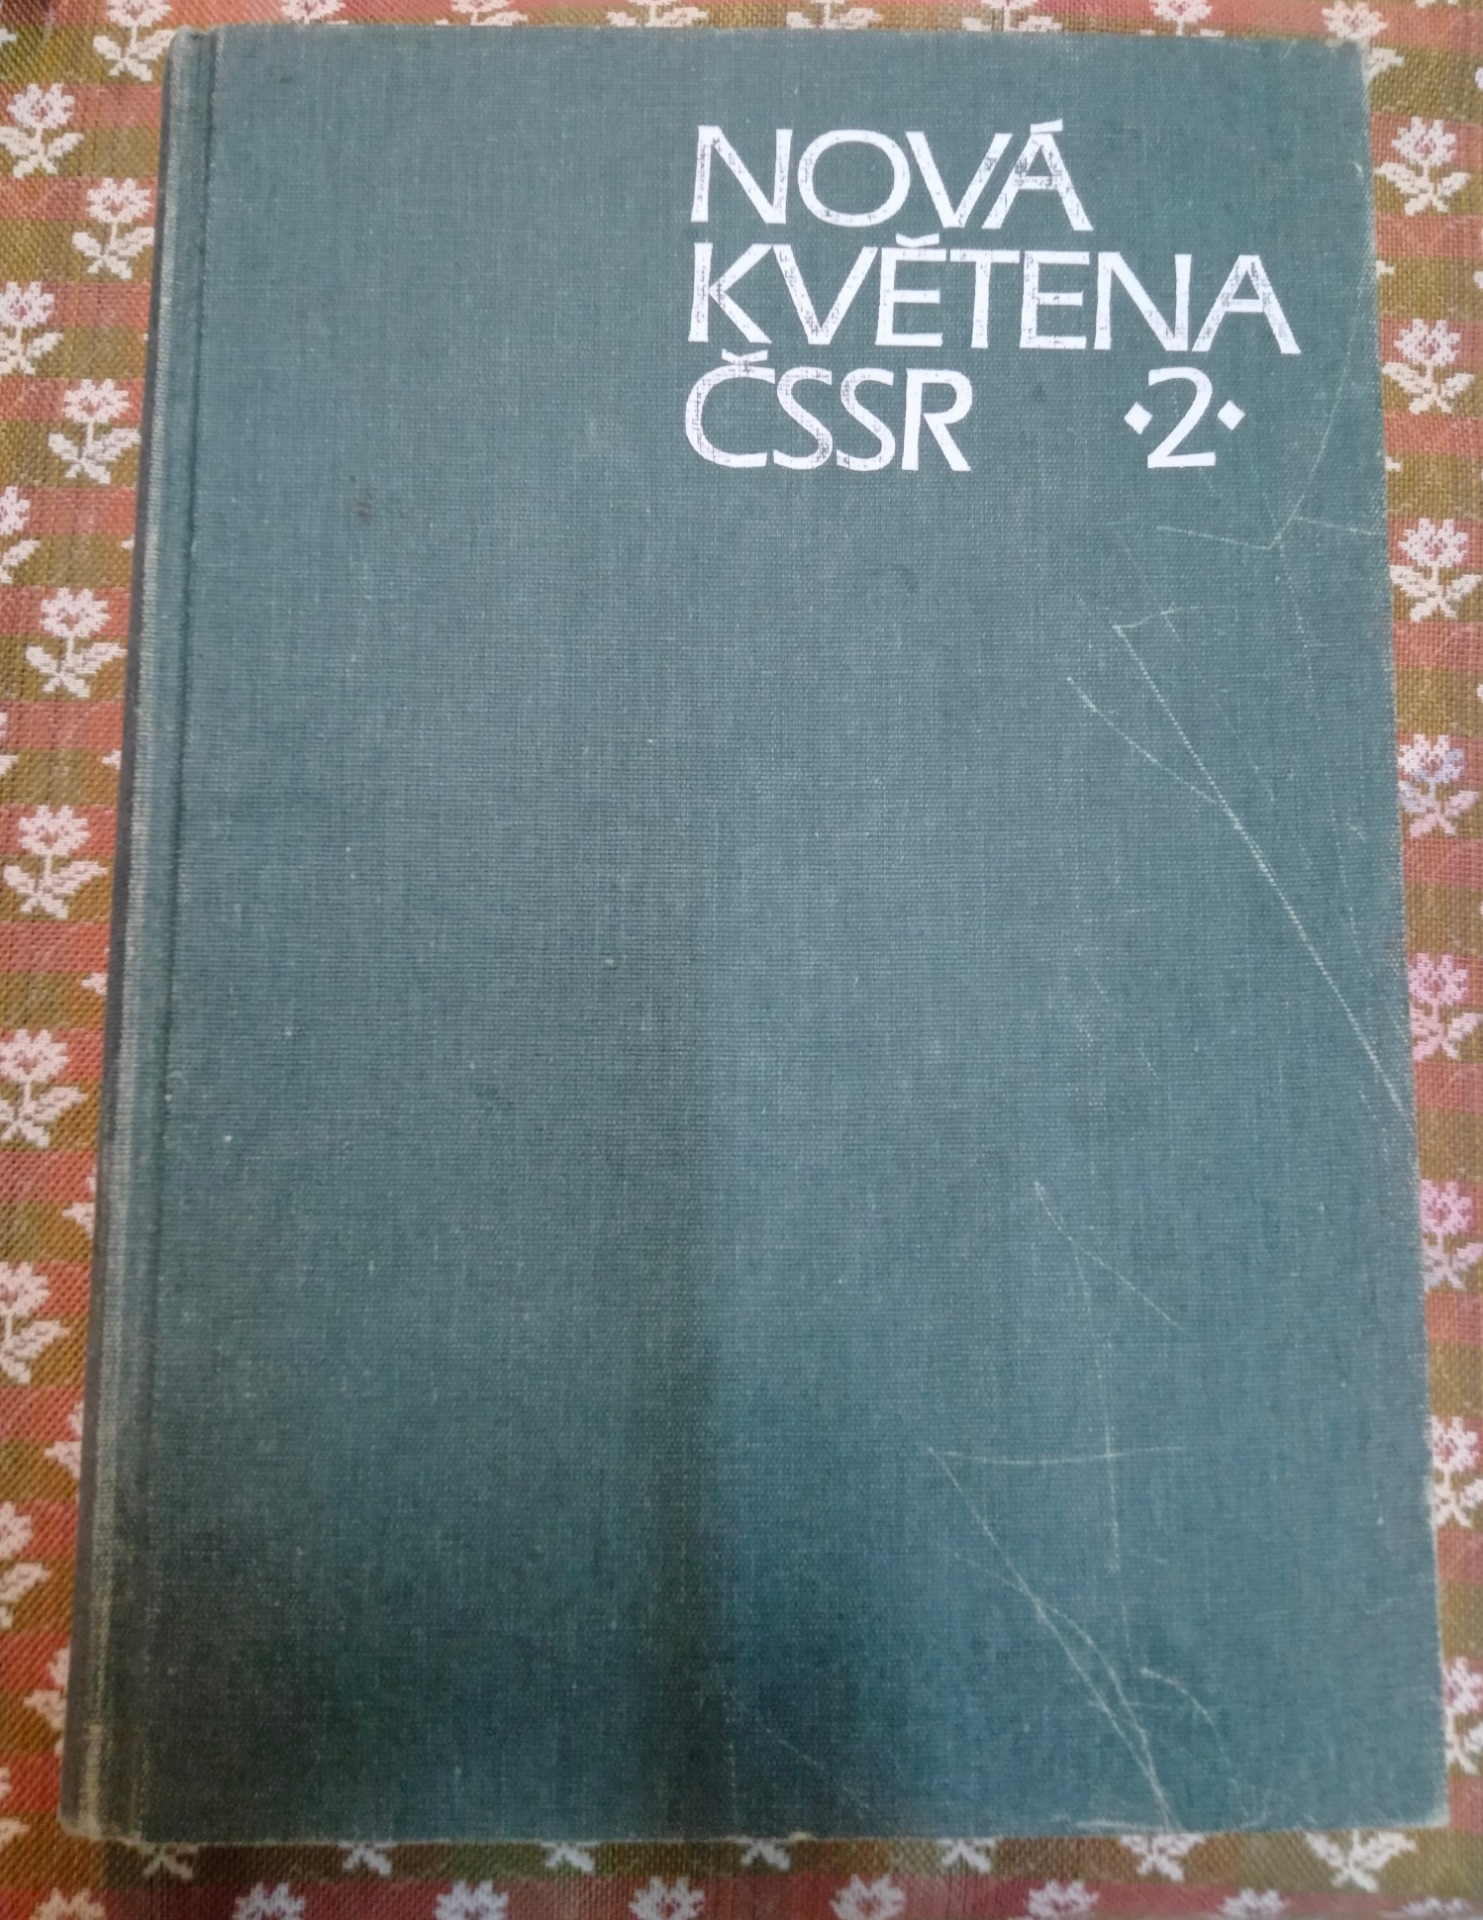 NOVÁ
KVĚTENA
ČSSR ⬩2⬩